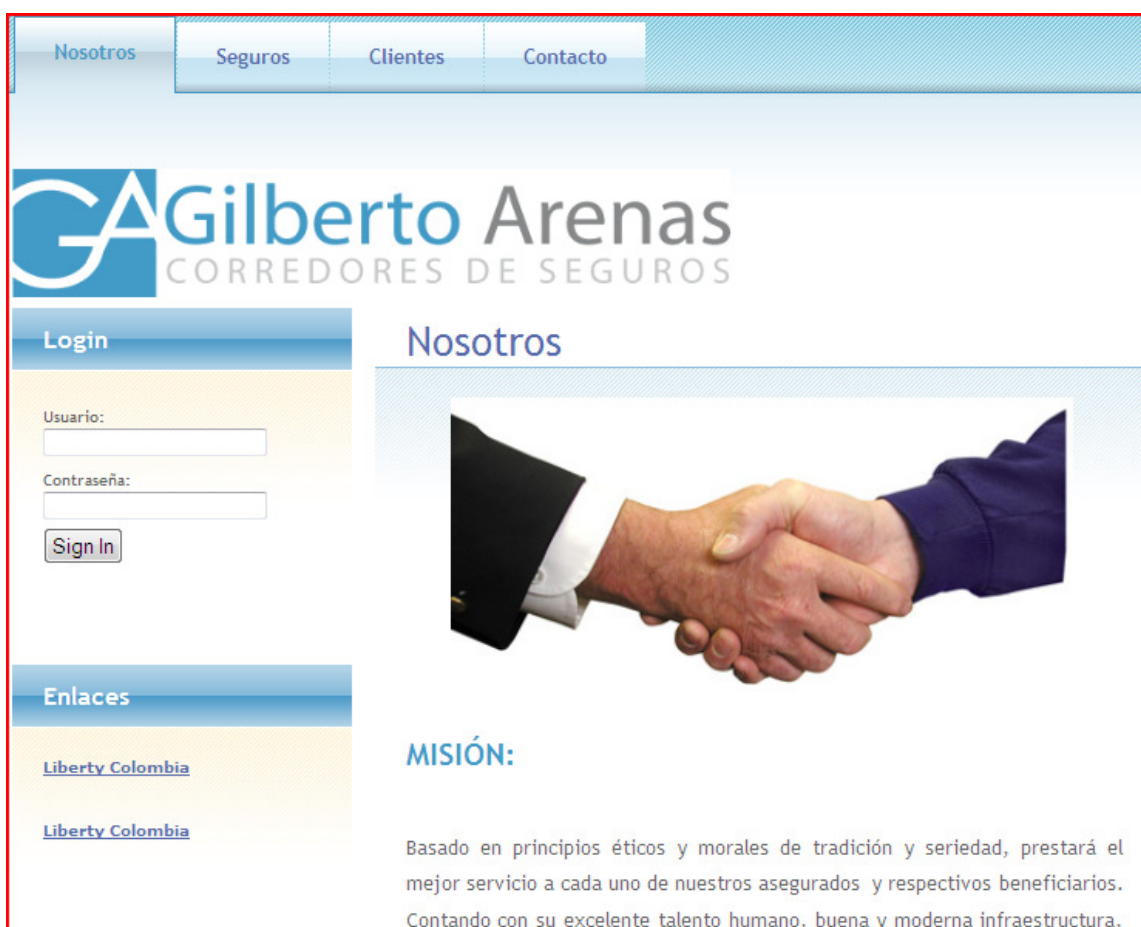 Nosotros
Seguros
Clientes
Contacto
GA Gilberto Arenas
CORREDORES DE SEGUROS
Login
Usuario:
Contraseña:
Sign In
Enlaces
Liberty Colombia
Liberty Colombia
Nosotros
MISIÓN:
Basado en principios éticos y morales de tradición y seriedad, prestará el
mejor servicio a cada uno de nuestros asegurados y respectivos beneficiarios.
Contando con su excelente talento humano, buena y moderna infraestructura,